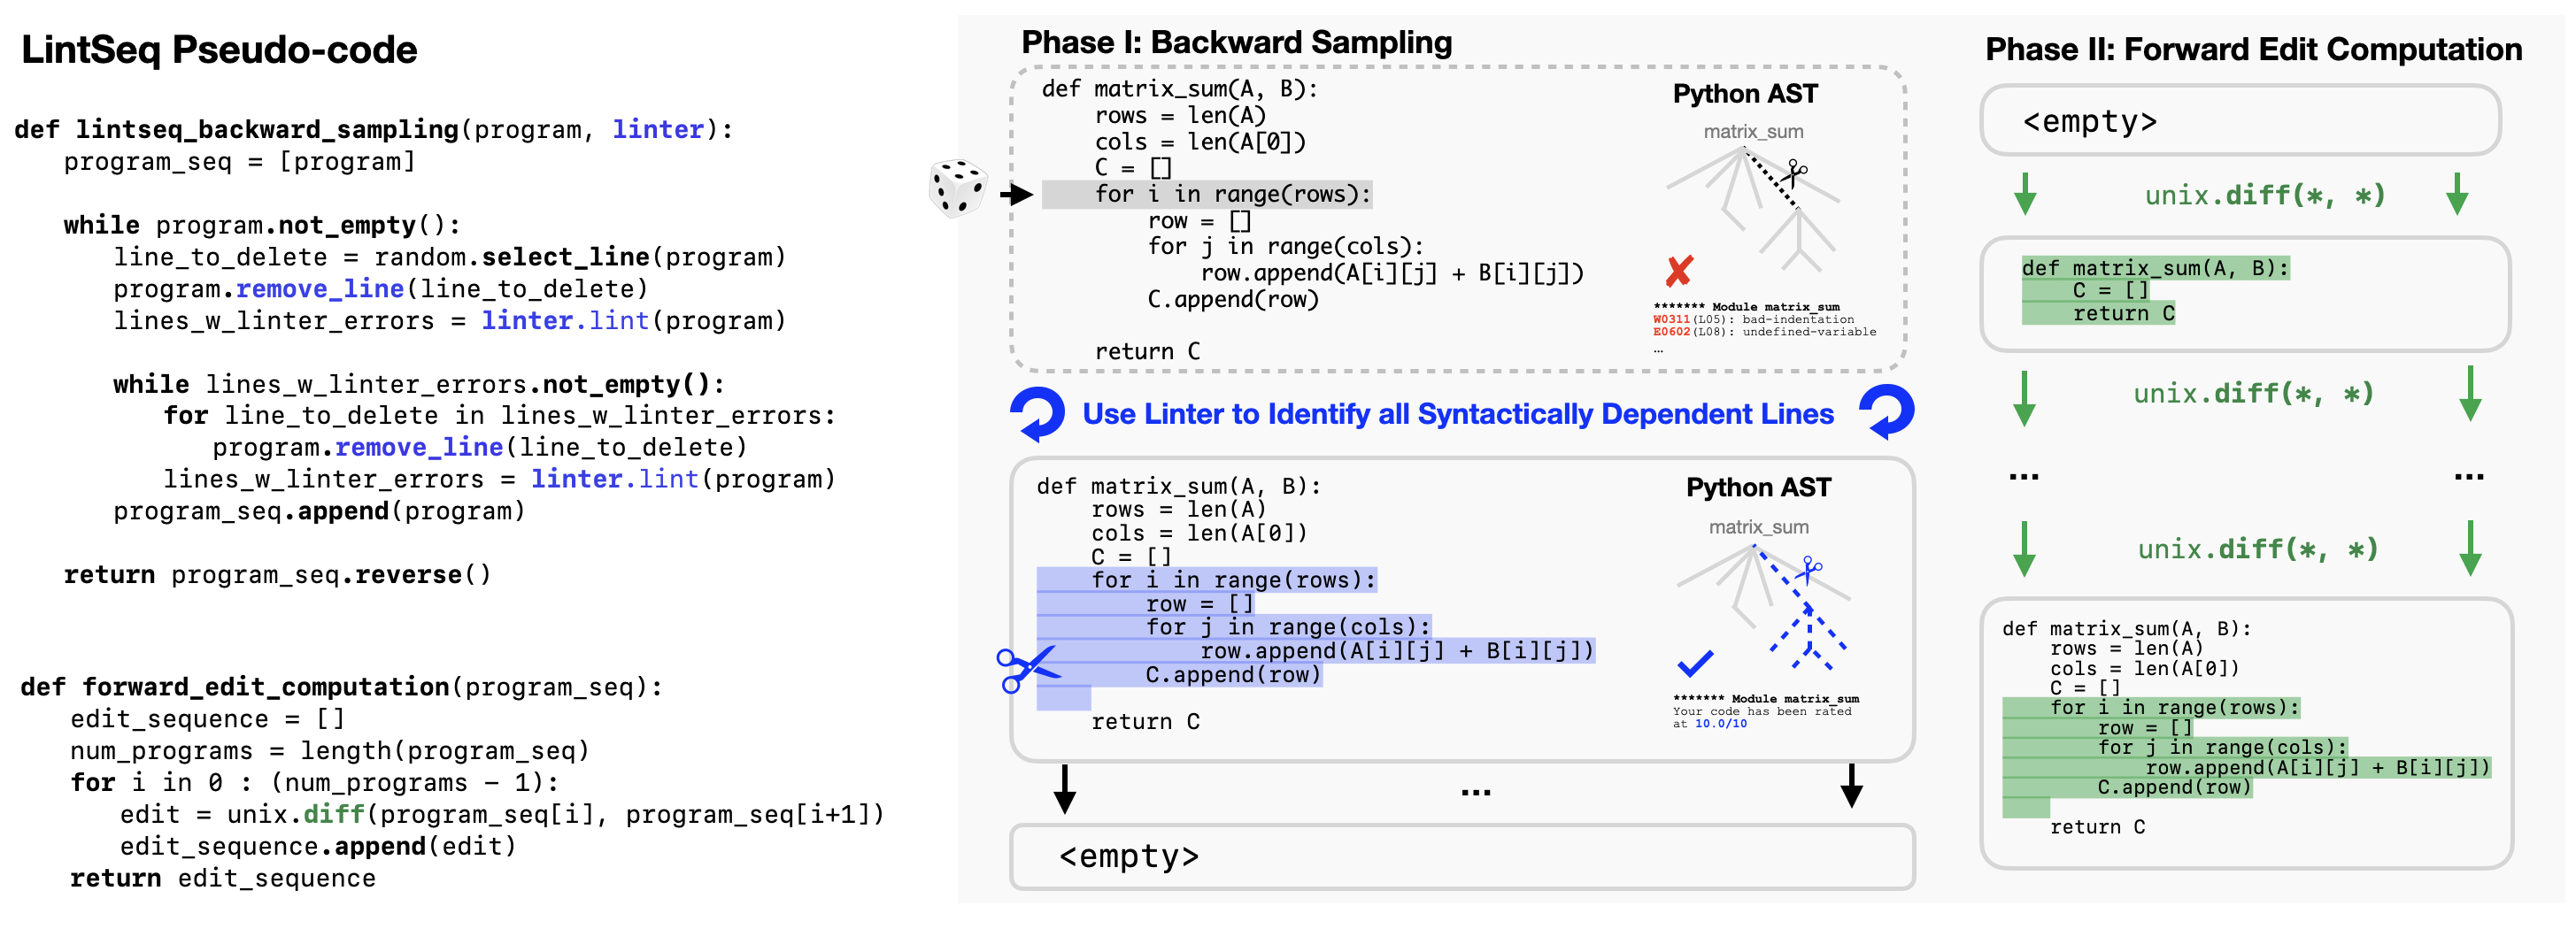 LintSeq Pseudo-code
def lintseq_backward_sampling(program, linter):
program_seq = [program]
while program.not_empty():
line_to_delete = random.select_line(program)
program.remove_line(line_to_delete)
lines_w_linter_errors = linter.lint(program)
while lines_w_linter_errors.not_empty():
for line_to_delete in lines_w_linter_errors:
program.remove_line(line_to_delete)
lines_w_linter_errors = linter.lint(program)
program_seq.append(program)
return program_seq.reverse()
def forward_edit_computation(program_seq):
edit_sequence = []
num_programs = length(program_seq)
for i in 0 : (num_programs − 1):
edit = unix.diff(program_seq[i], program_seq[i+1])
edit_sequence.append(edit)
return edit_sequence
Phase I: Backward Sampling
def matrix_sum(A, B):
rows = len(A)
cols = len(A[0])
C = []
for i in range(rows):
row = []
for j in range(cols):
row.append(A[i][j] + B[i][j])
C.append(row)
return C
Python AST
matrix_sum
******* Module matrix_sum
W0311(L05): bad-indentation
E0602(L08): undefined-variable
…
Use Linter to Identify all Syntactically Dependent Lines
def matrix_sum(A, B):
rows = len(A)
cols = len(A[0])
C = []
for i in range(rows):
row = []
for j in range(cols):
row.append(A[i][j] + B[i][j])
C.append(row)
return C
Python AST
matrix_sum
******* Module matrix_sum
Your code has been rated
at 10.0/10
...
<empty>
Phase II: Forward Edit Computation
<empty>
unix.diff(*, *)
def matrix_sum(A, B):
C = []
return C
unix.diff(*, *)
... ...
unix.diff(*, *)
def matrix_sum(A, B):
rows = len(A)
cols = len(A[0])
C = []
for i in range(rows):
row = []
for j in range(cols):
row.append(A[i][j] + B[i][j])
C.append(row)
return C